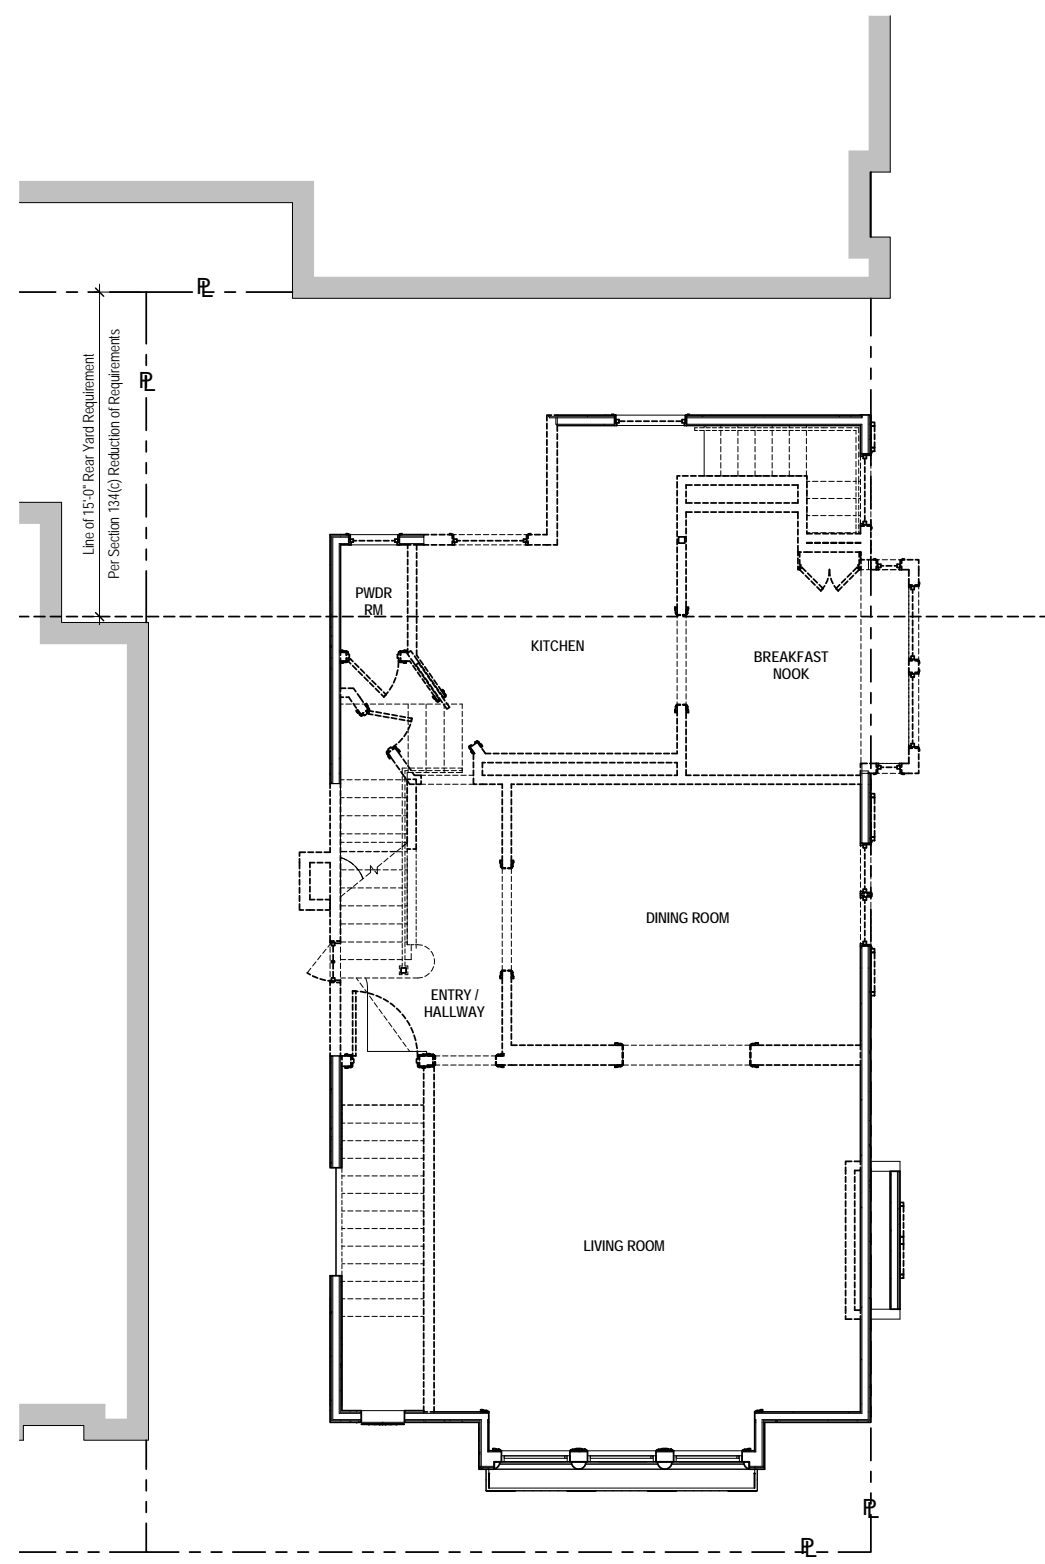 PL
PL
Line of 15'-0" Rear Yard Requirement
Per Section 134(c) Reduction of Requirements
PWDR
RM
KITCHEN
BREAKFAST
NOOK
DINING ROOM
N
ENTRY /
HALLWAY
LIVING ROOM
PL
PL